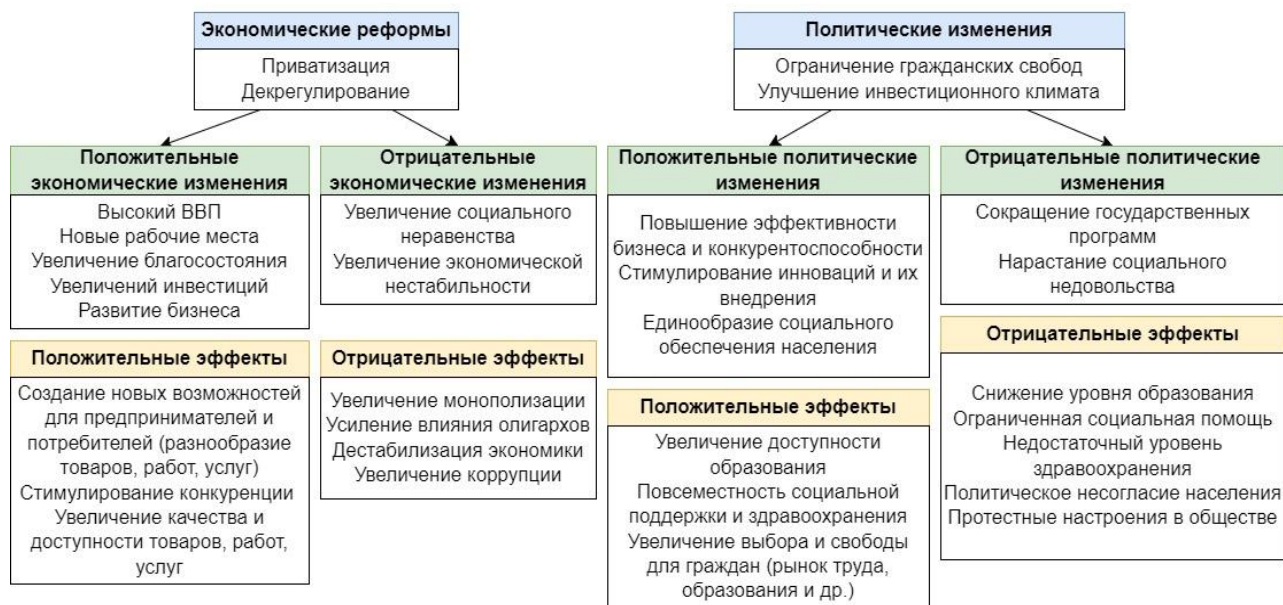 Экономические реформы
Приватизация
Декрегулирование
Политические изменения
Ограничение гражданских свобод
Улучшение инвестиционного климата
Положительные
экономические изменения
Высокий ВВП
Новые рабочие места
Увеличение благосостояния
Увеличений инвестиций
Развитие бизнеса
Положительные эффекты
Создание новых возможностей
для предпринимателей и
потребителей (разнообразие
товаров, работ, услуг)
Стимулирование конкуренции
Увеличение качества и
доступности товаров, работ,
услуг
Отрицательные
экономические изменения
Увеличение социального
неравенства
Увеличение экономической
нестабильности
Отрицательные эффекты
Увеличение монополизации
Усиление влияния олигархов
Дестабилизация экономики
Увеличение коррупции
Положительные политические
изменения
Повышение эффективности
бизнеса и конкурентоспособности
Стимулирование инноваций и их
внедрения
Единообразие социального
обеспечения населения
Положительные эффекты
Увеличение доступности
образования
Повсеместность социальной
поддержки и здравоохранения
Увеличение выбора и свободы
для граждан (рынок труда,
образования и др.)
Отрицательные политические
изменения
Сокращение государственных
программ
Нарастание социального
недовольства
Отрицательные эффекты
Снижение уровня образования
Ограниченная социальная помощь
Недостаточный уровень
здравоохранения
Политическое несогласие населения
Протестные настроения в обществе